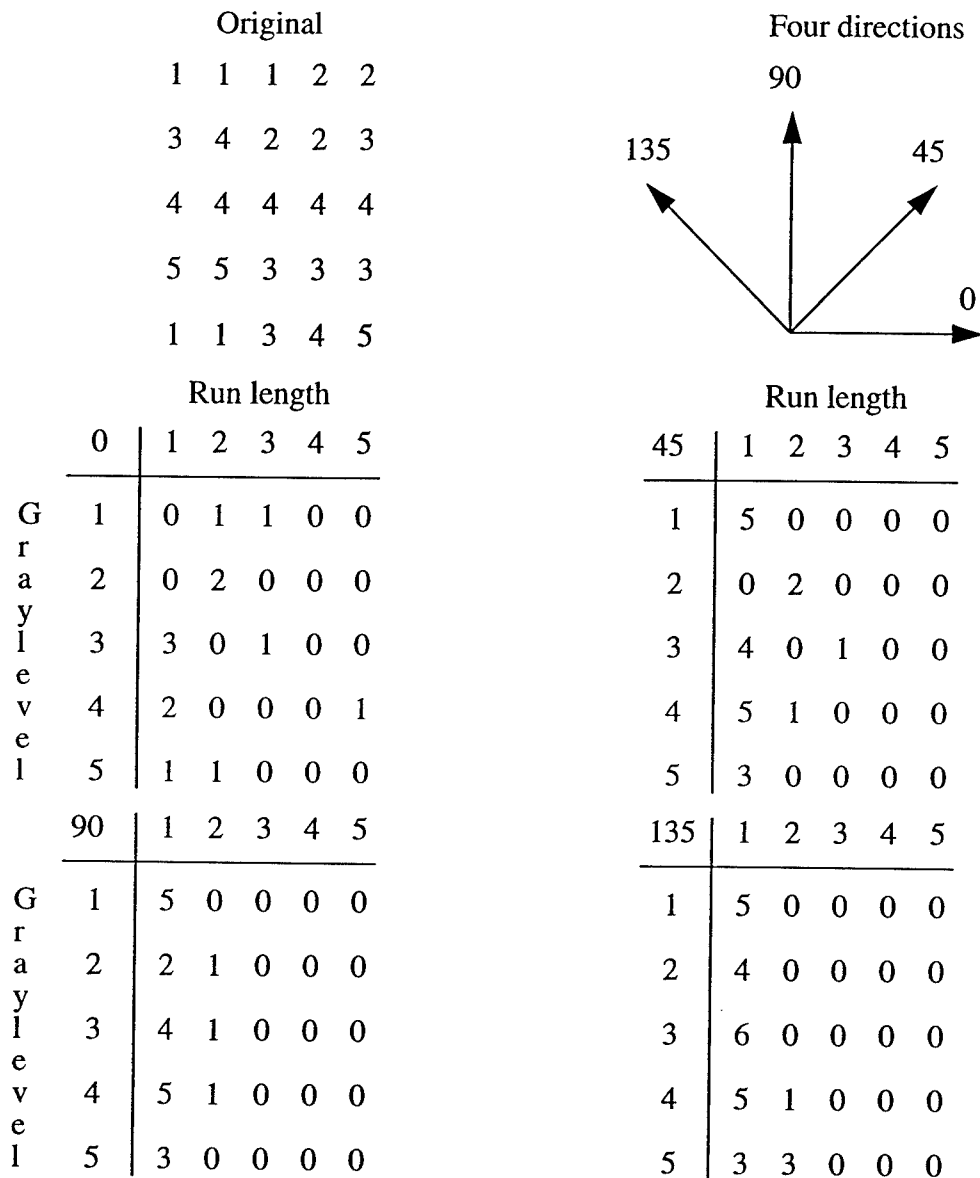 Original
1 1 1 2 2
3 4 2 2 3
4 4 4 4 4
5 5 3 3 3
1 1 3 4 5
Four directions
90
135
45
0
Run length
0 1 2 3 4 5
1 0 1 1 0 0
2 0 2 0 0 0
3 3 0 1 0 0
4 2 0 0 0 1
5 1 1 0 0 0
Graylevel
Run length
45 1 2 3 4 5
1 5 0 0 0 0
2 0 2 0 0 0
3 4 0 1 0 0
4 5 1 0 0 0
5 3 0 0 0 0
90 1 2 3 4 5
1 5 0 0 0 0
2 2 1 0 0 0
3 4 1 0 0 0
4 5 1 0 0 0
5 3 0 0 0 0
Graylevel
135 1 2 3 4 5
1 5 0 0 0 0
2 4 0 0 0 0
3 6 0 0 0 0
4 5 1 0 0 0
5 3 3 0 0 0